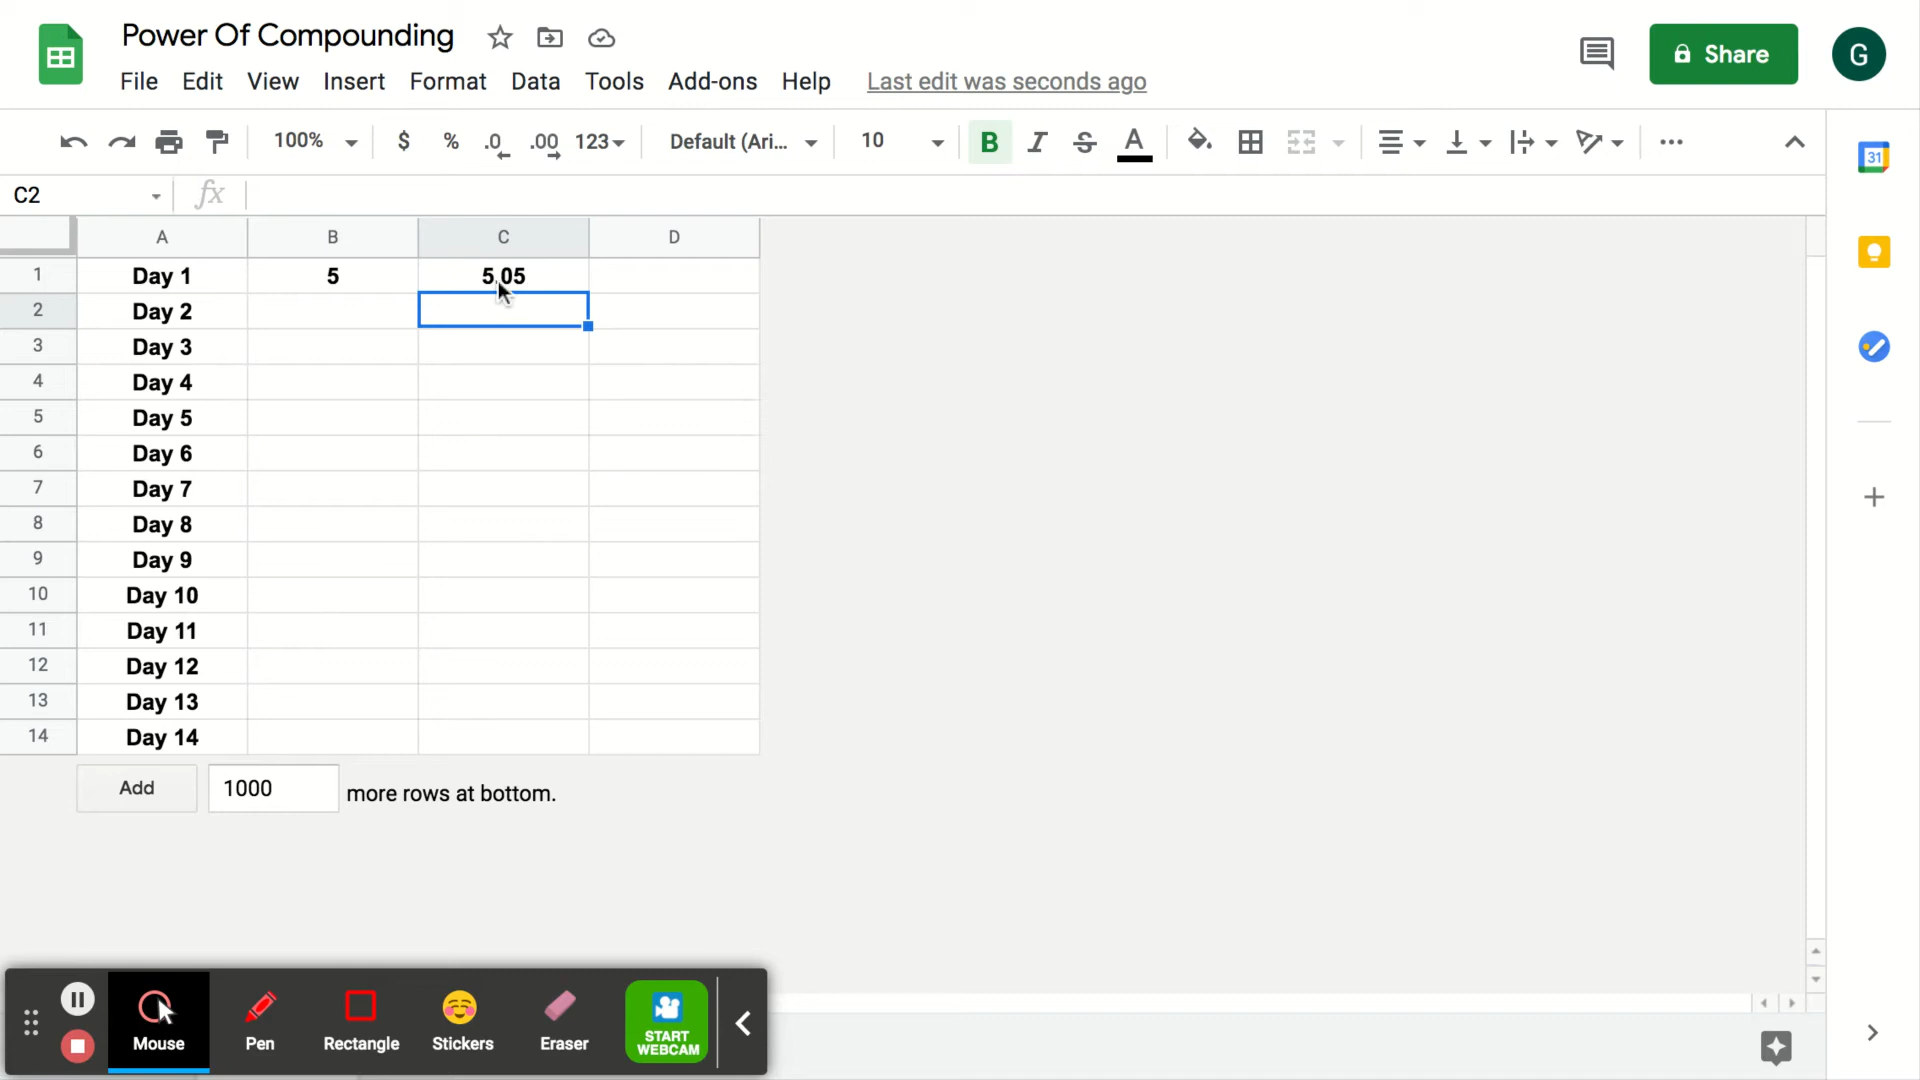 Power Of Compounding
File Edit View Insert Format Data Tools Add-ons Help Last edit was seconds ago
Share
G
100% $ % .0 .00 123 Default (Ari... 10 B I S A
31
C2 fx
A B C D
1 Day 1 5 5.05
2 Day 2
3 Day 3
4 Day 4
5 Day 5
6 Day 6
7 Day 7
8 Day 8
9 Day 9
10 Day 10
11 Day 11
12 Day 12
13 Day 13
14 Day 14
Add 1000 more rows at bottom.
Mouse Pen Rectangle Stickers Eraser START WEBCAM